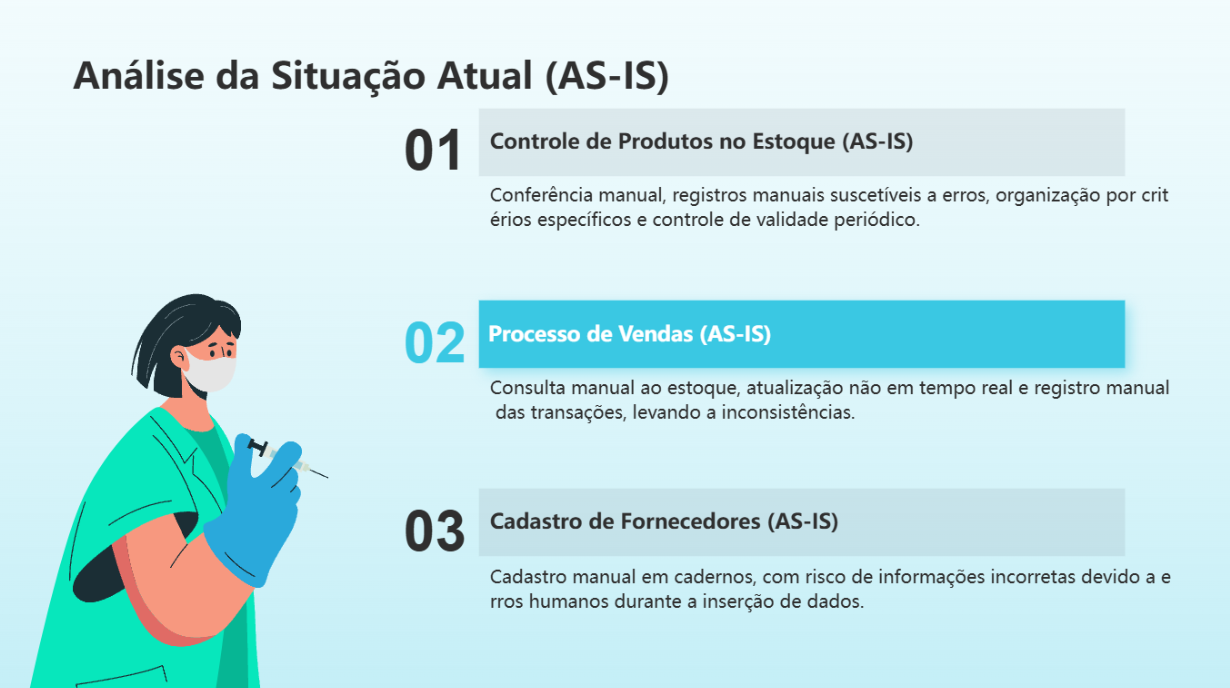 Análise da Situação Atual (AS-IS)
01
Controle de Produtos no Estoque (AS-IS)
Conferência manual, registros manuais suscetíveis a erros, organização por crit
érios específicos e controle de validade periódico.
02
Processo de Vendas (AS-IS)
Consulta manual ao estoque, atualização não em tempo real e registro manual
das transações, levando a inconsistências.
03
Cadastro de Fornecedores (AS-IS)
Cadastro manual em cadernos, com risco de informações incorretas devido a e
rros humanos durante a inserção de dados.